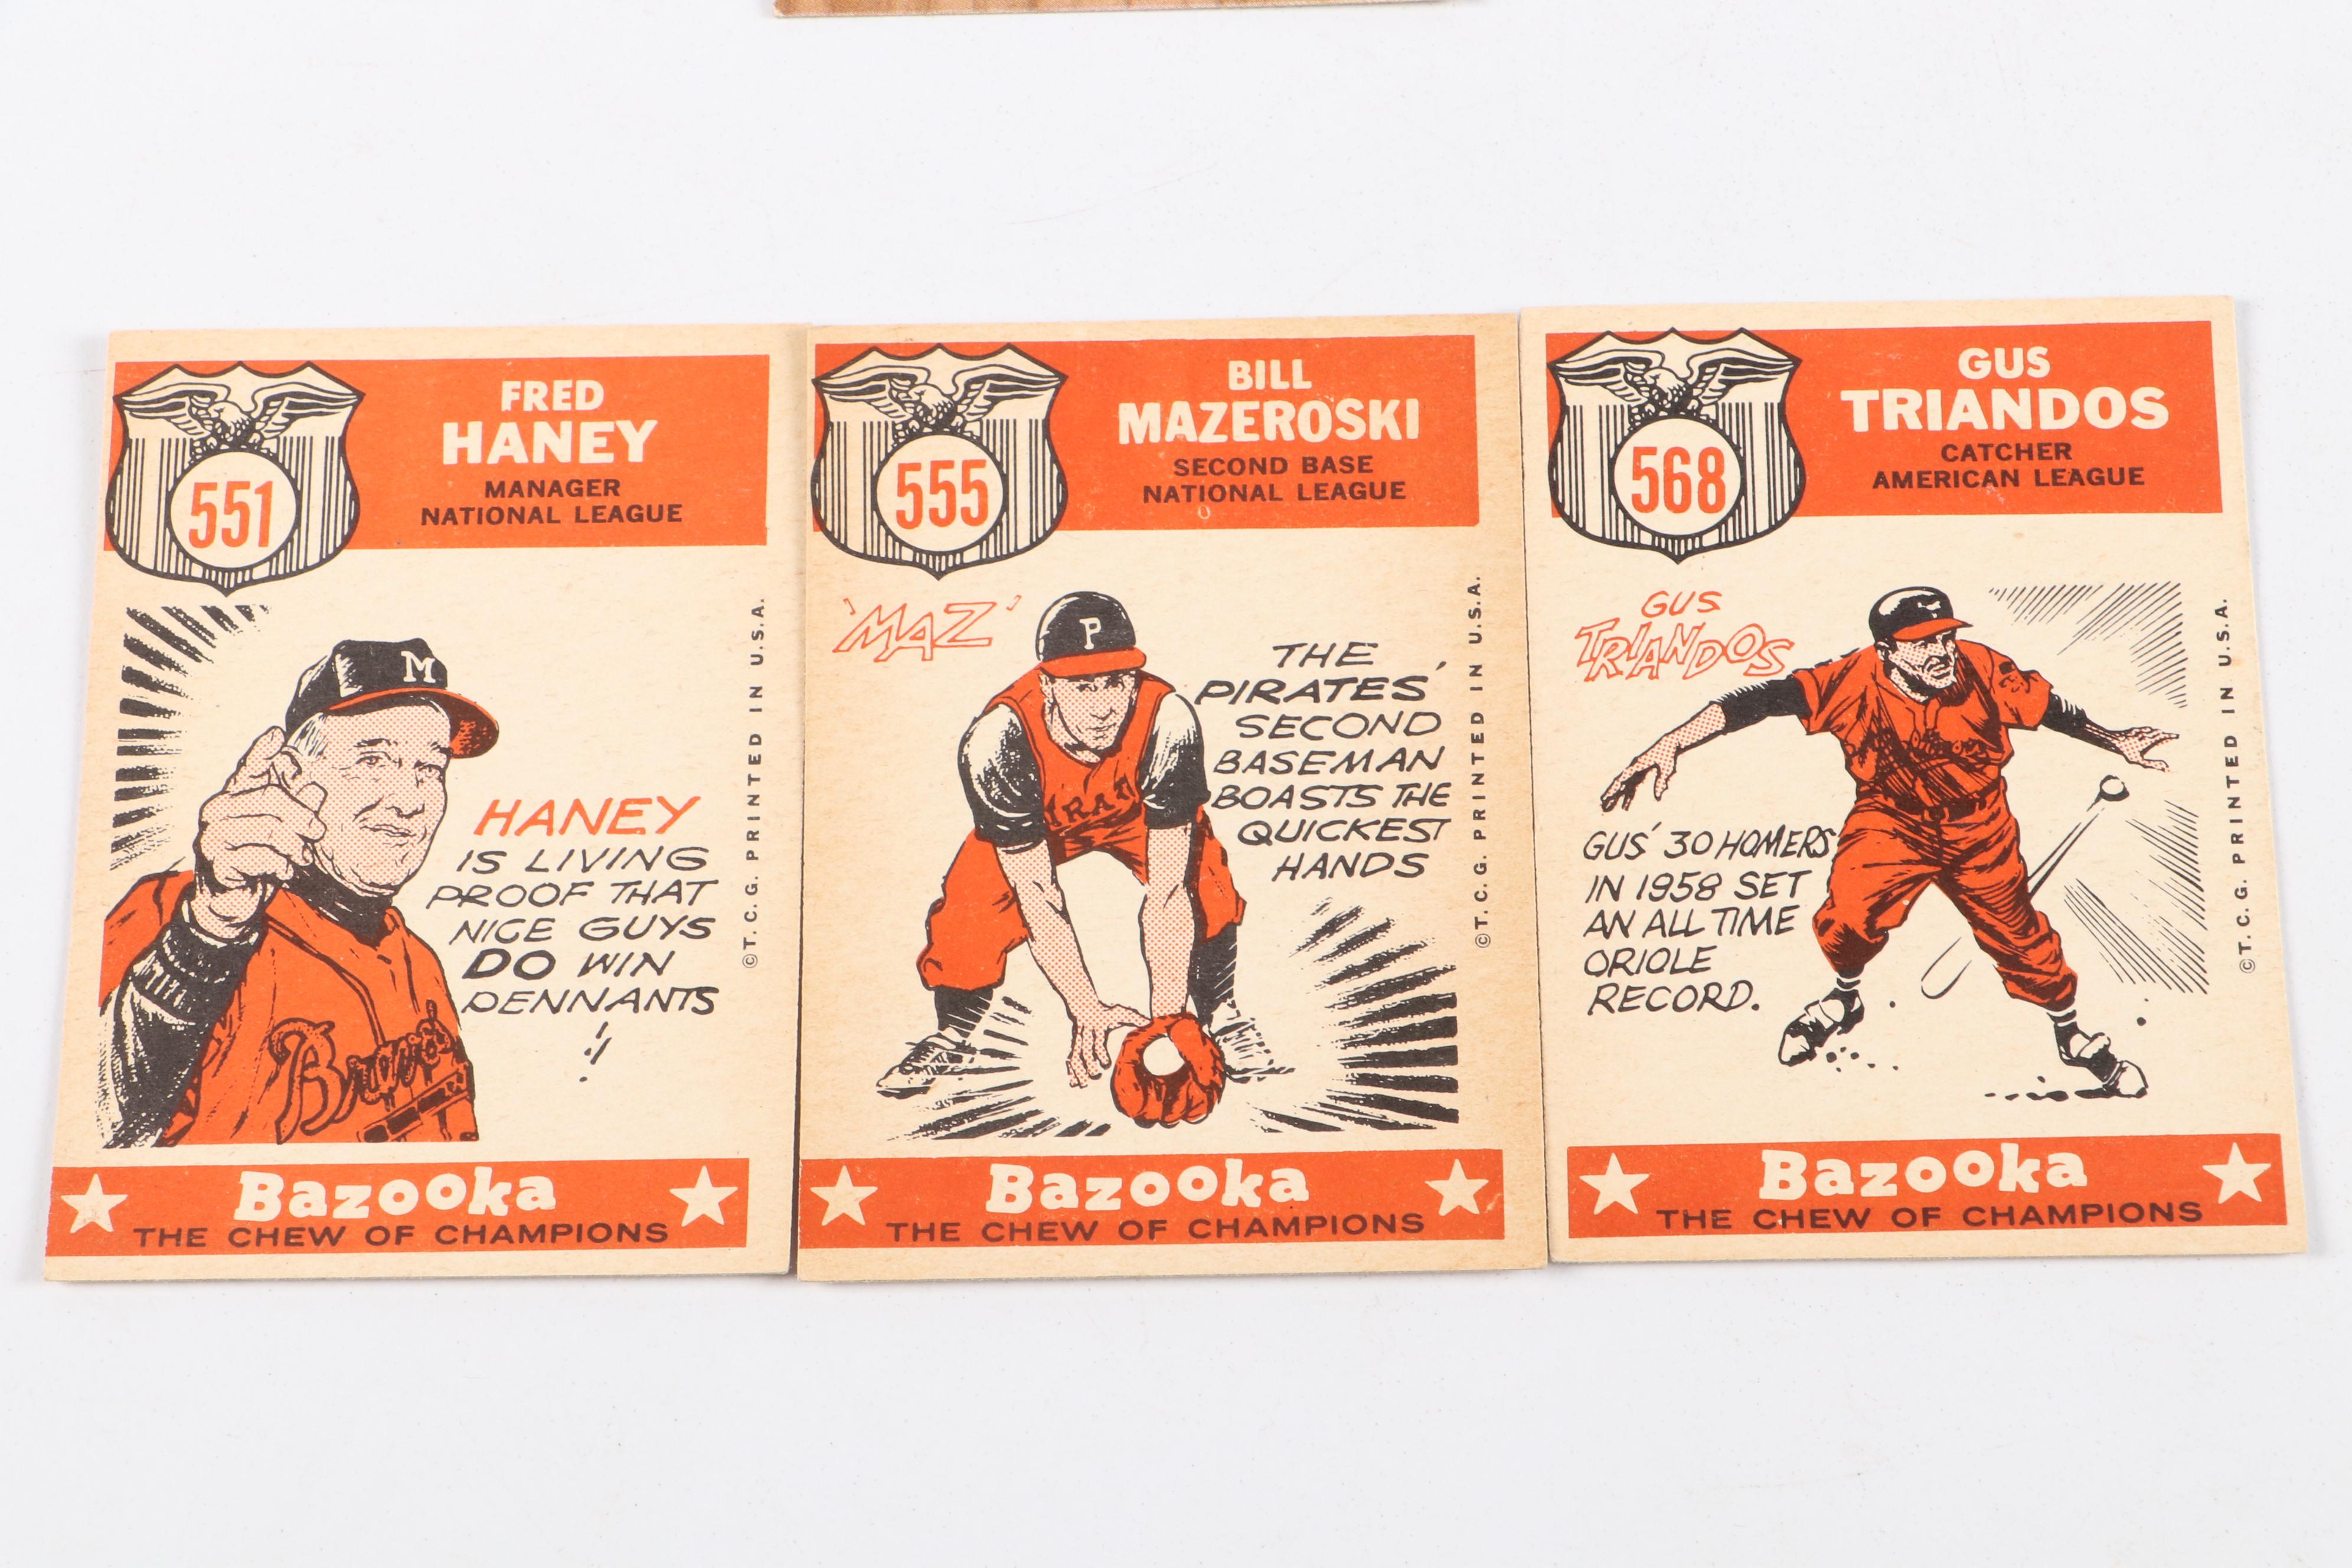 551
FRED
HANEY
MANAGER
NATIONAL LEAGUE
M
HANEY
IS LIVING
PROOF THAT
NICE GUYS
DO WIN
PENNANTS
!
Braves
©T.C.G. PRINTED IN U.S.A.
Bazooka
THE CHEW OF CHAMPIONS
555
BILL
MAZEROSKI
SECOND BASE
NATIONAL LEAGUE
'MAZ'
P
THE
PIRATES'
SECOND
BASEMAN
BOASTS THE
QUICKEST
HANDS
IRAT
©T.C.G. PRINTED IN U.S.A.
Bazooka
THE CHEW OF CHAMPIONS
568
GUS
TRIANDOS
CATCHER
AMERICAN LEAGUE
GUS
TRIANDOS
GUS' 30 HOMERS
IN 1958 SET
AN ALL TIME
ORIOLE
RECORD.
©T.C.G. PRINTED IN U.S.A.
Bazooka
THE CHEW OF CHAMPIONS